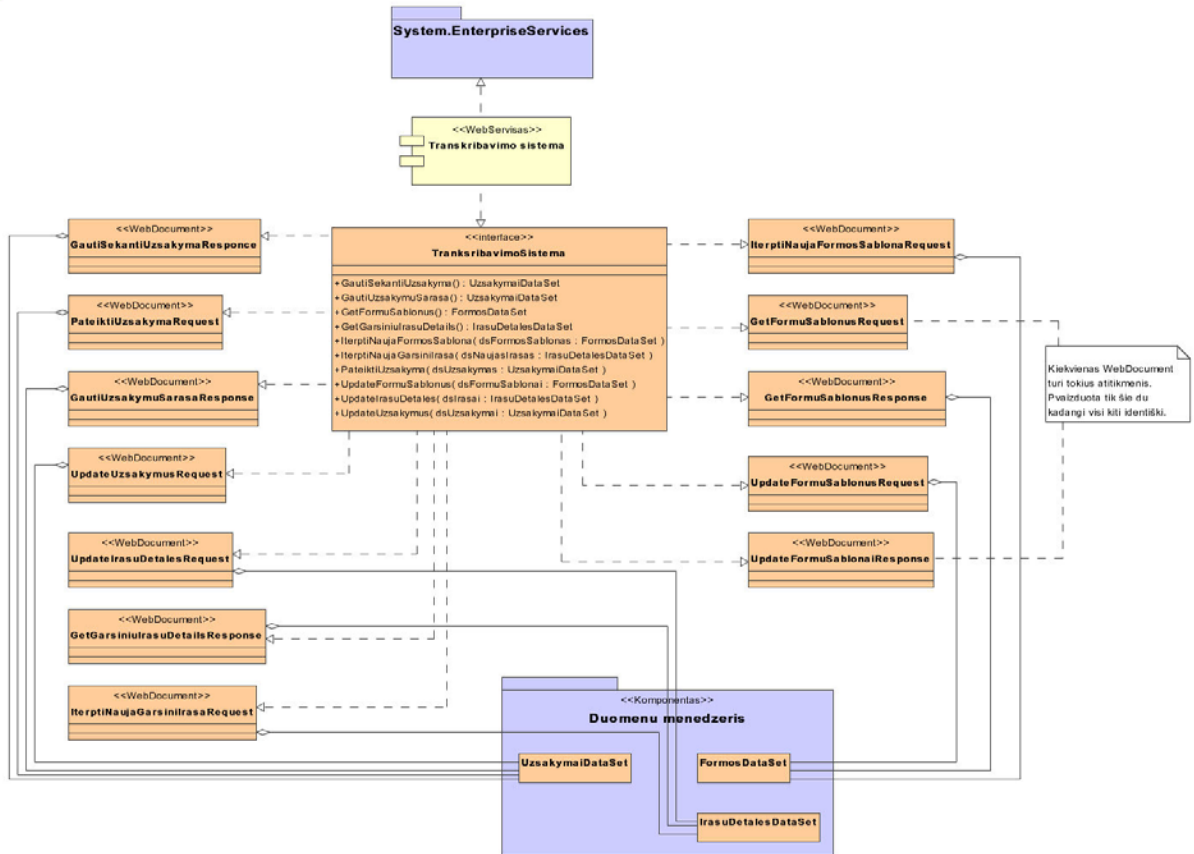 System.EnterpriseServices
<<WebServisas>>
Transkribavimo sistema
<<WebDocument>>
GautiSekantiUzsakymaResponce
<<WebDocument>>
PateiktiUzsakymaRequest
<<WebDocument>>
GautiUzsakymuSarasaResponse
<<WebDocument>>
UpdateUzsakymusRequest
<<WebDocument>>
UpdateIrasuDetalesRequest
<<WebDocument>>
GetGarsiniuIrasuDetailsResponse
<<WebDocument>>
IterptiNaujaGarsiniIrasaRequest
<<interface>>
TranksribavimoSistema
+GautiSekantiUzsakyma() : UzsakymaiDataSet
+GautiUzsakymuSarasa() : UzsakymaiDataSet
+GetFormuSablonus() : FormosDataSet
+GetGarsiniuIrasuDetails() : IrasuDetalesDataSet
+IterptiNaujaFormosSablona( dsFormosSablonas : FormosDataSet )
+IterptiNaujaGarsiniIrasa( dsNaujasIrasas : IrasuDetalesDataSet )
+PateiktiUzsakyma( dsUzsakymas : UzsakymaiDataSet )
+UpdateFormuSablonus( dsFormuSablonai : FormosDataSet )
+UpdateIrasuDetales( dsIrasai : IrasuDetalesDataSet )
+UpdateUzsakymus( dsUzsakymai : UzsakymaiDataSet )
<<WebDocument>>
IterptiNaujaFormosSablonaRequest
<<WebDocument>>
GetFormuSablonusRequest
<<WebDocument>>
GetFormuSablonusResponse
<<WebDocument>>
UpdateFormuSablonusRequest
<<WebDocument>>
UpdateFormuSablonaiResponse
Kiekvienas WebDocument
turi tokius atitikmenis.
Pvaizduota tik šie du
kadangi visi kiti identiški.
<<Komponentas>>
Duomenu menedzeris
UzsakymaiDataSet
FormosDataSet
IrasuDetalesDataSet